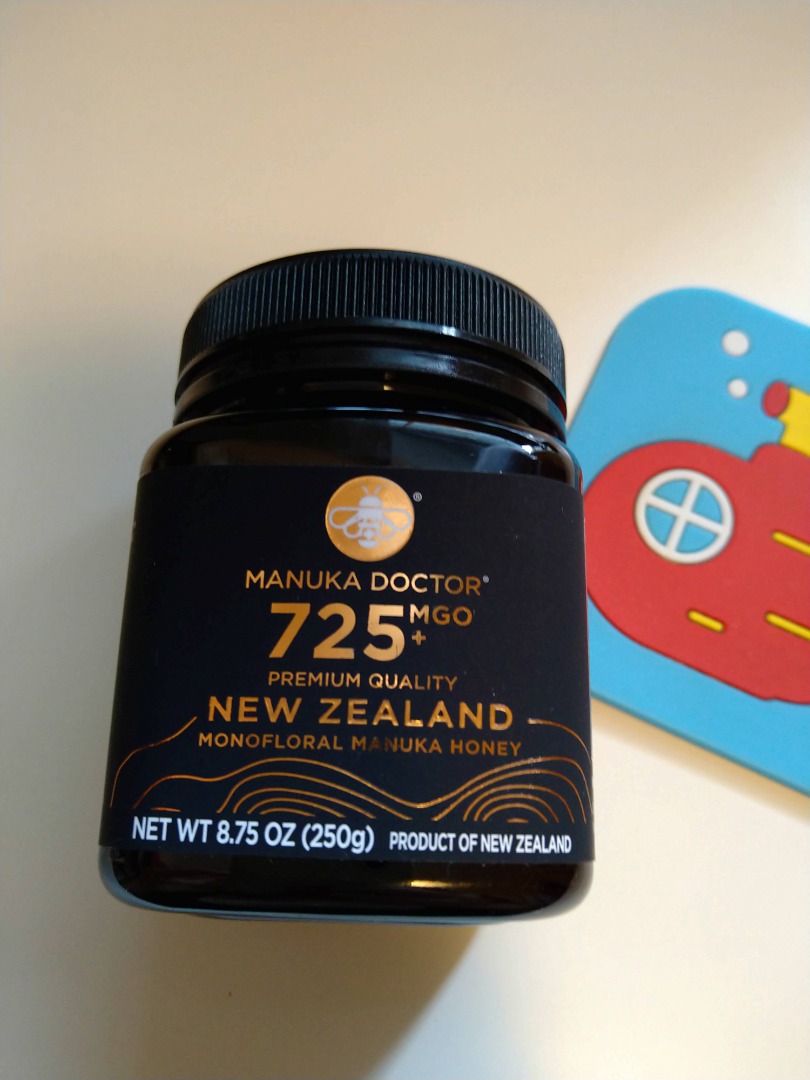 ®
MANUKA DOCTOR®
725+ MGO
PREMIUM QUALITY
NEW ZEALAND
MONOFLORAL MANUKA HONEY
NET WT 8.75 OZ (250g) PRODUCT OF NEW ZEALAND